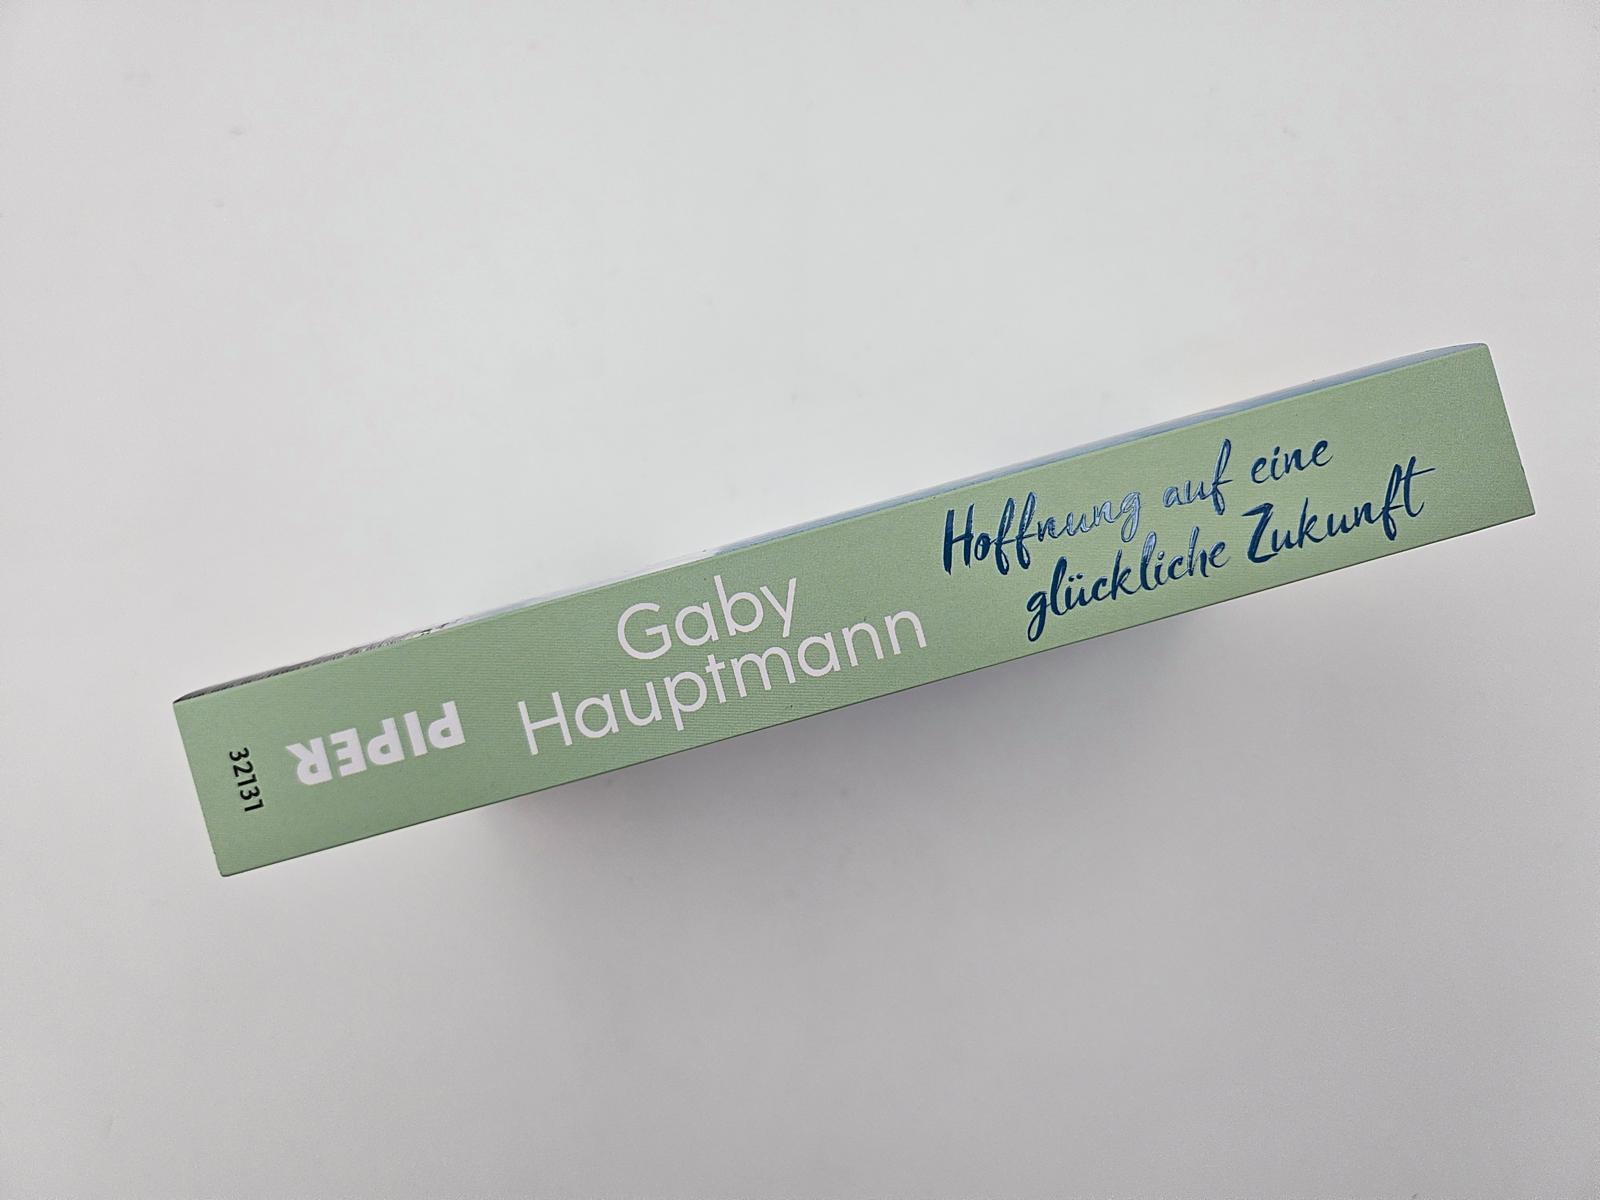 Hoffnung auf eine
glückliche Zukunft
Gaby
Hauptmann
PIPER
32131